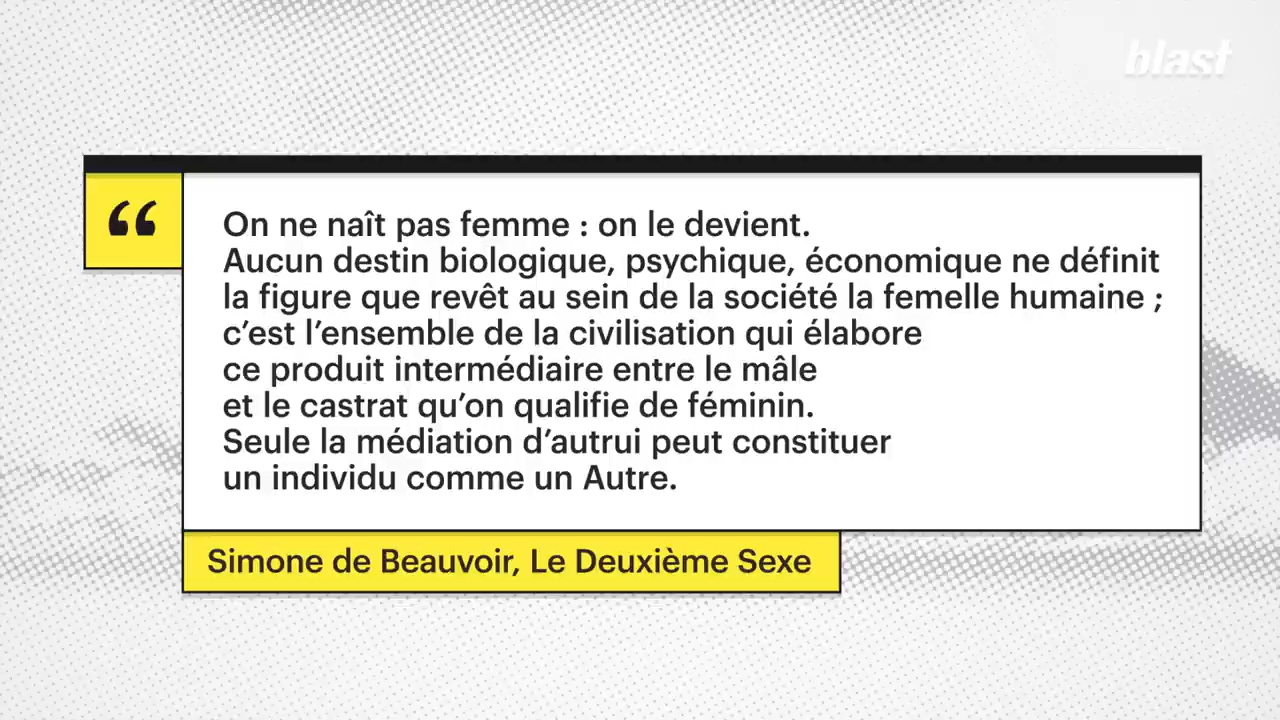 blast
“
On ne naît pas femme : on le devient.
Aucun destin biologique, psychique, économique ne définit
la figure que revêt au sein de la société la femelle humaine ;
c’est l’ensemble de la civilisation qui élabore
ce produit intermédiaire entre le mâle
et le castrat qu’on qualifie de féminin.
Seule la médiation d’autrui peut constituer
un individu comme un Autre.
Simone de Beauvoir, Le Deuxième Sexe